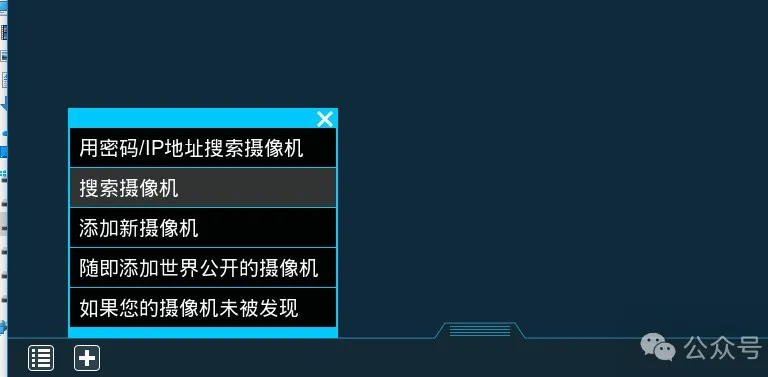 用密码/IP地址搜索摄像机
搜索摄像机
添加新摄像机
随即添加世界公开的摄像机
如果您的摄像机未被发现
公众号